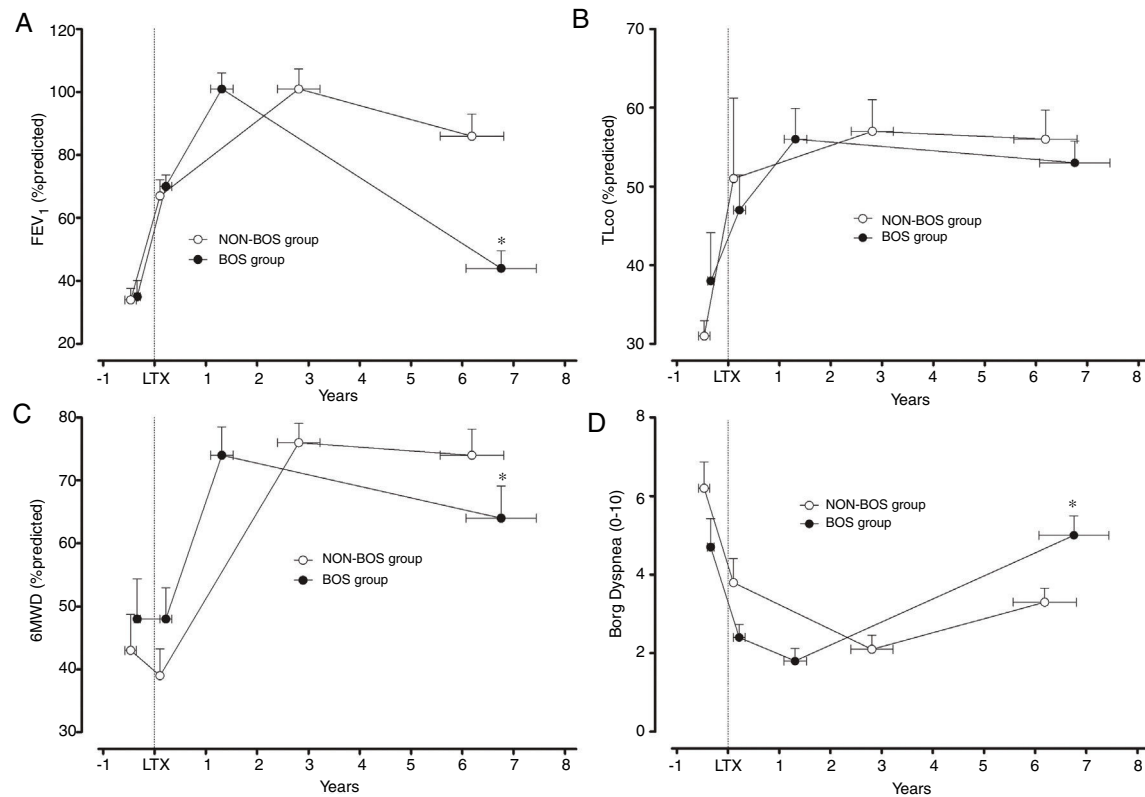 A
120
100
80
60
40
20
FEV1 (%predicted)
NON-BOS group
BOS group
*
-1 LTX 1 2 3 4 5 6 7 8
Years
B
70
60
50
40
30
TLco (%predicted)
NON-BOS group
BOS group
-1 LTX 1 2 3 4 5 6 7 8
Years
C
80
70
60
50
40
30
6MWD (%predicted)
*
NON-BOS group
BOS group
-1 LTX 1 2 3 4 5 6 7 8
Years
D
8
6
4
2
0
Borg Dyspnea (0-10)
*
NON-BOS group
BOS group
-1 LTX 1 2 3 4 5 6 7 8
Years